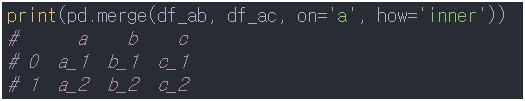 print(pd.merge(df_ab, df_ac, on='a', how='inner'))
#      a    b    c
# 0  a_1  b_1  c_1
# 1  a_2  b_2  c_2